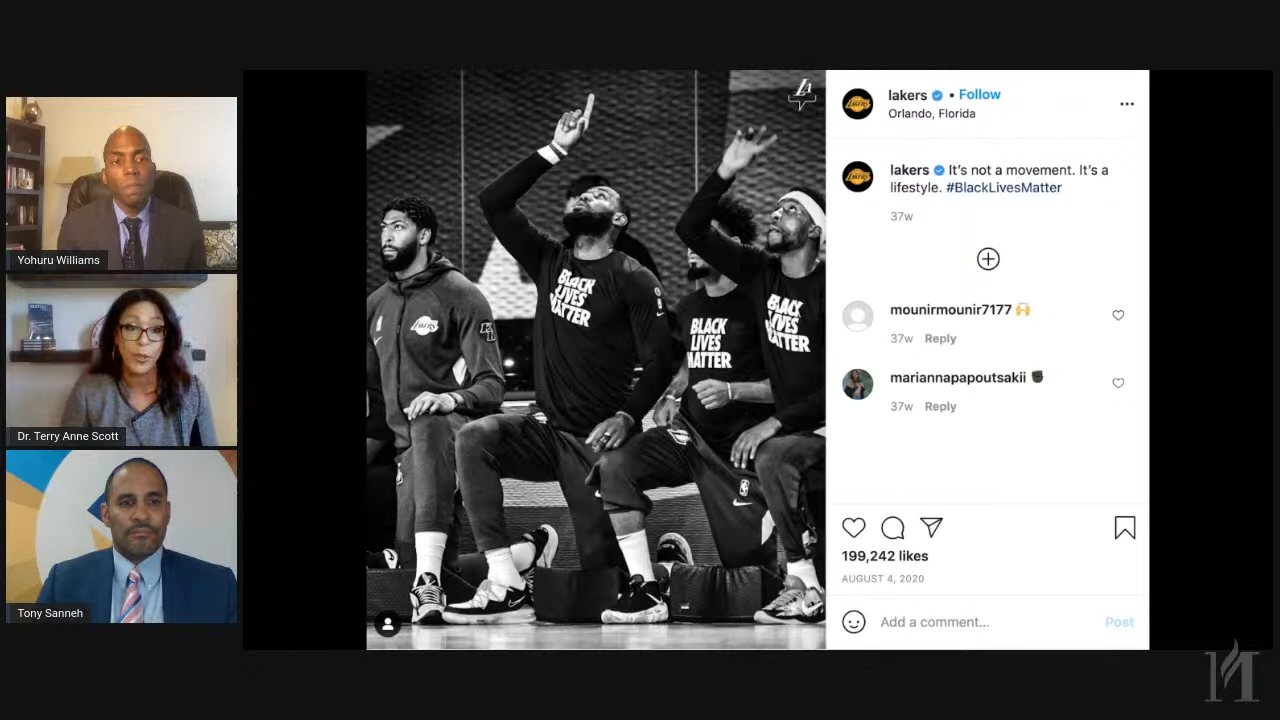 Yohuru Williams
Dr. Terry Anne Scott
Tony Sanneh
LA
LAKERS
BLACK
LIVES
MATTER
BLACK
LIVES
MATTER
BLACK
LIVES
MATTER
lakers • Follow
Orlando, Florida
lakers It's not a movement. It's a
lifestyle. #BlackLivesMatter
37w
mounirmounir7177 🙌
37w Reply
mariannapapoutsakii ✊🏿
37w Reply
199,242 likes
AUGUST 4, 2020
Add a comment... Post